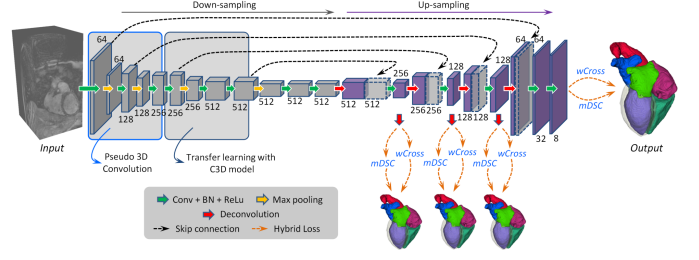 Down-sampling
Up-sampling
64
64
128
128
256
256
512
512
512
512
512
512
512
256
256
256
128
128
128
128
64
64
32
8
wCross
mDSC
Input
Output
Pseudo 3D
Convolution
Transfer learning with
C3D model
mDSC
wCross
mDSC
wCross
mDSC
wCross
Conv + BN + ReLu
Max pooling
Deconvolution
Skip connection
Hybrid Loss